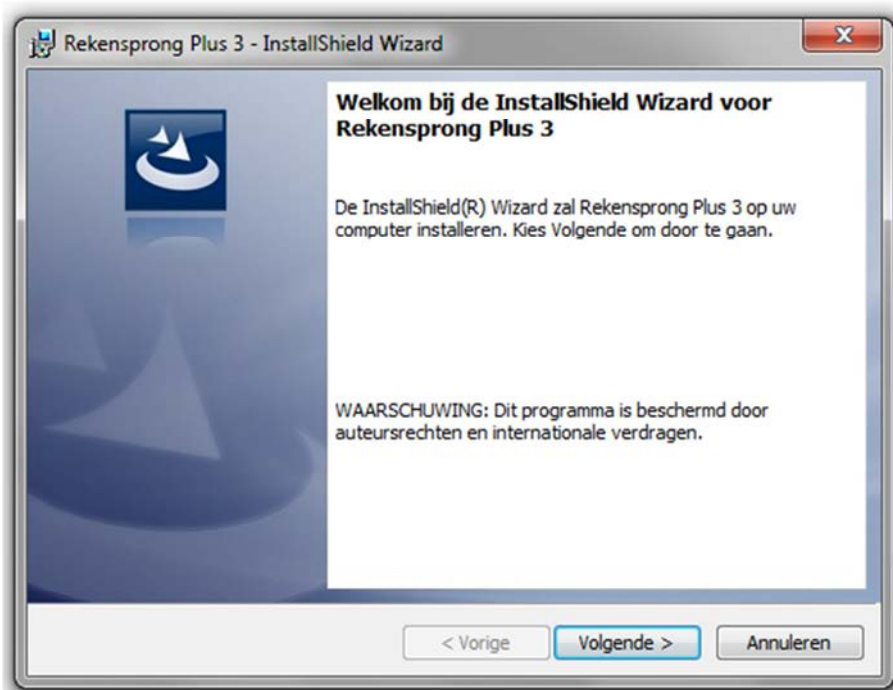 Rekensprong Plus 3 - InstallShield Wizard
Welkom bij de InstallShield Wizard voor
Rekensprong Plus 3
De InstallShield(R) Wizard zal Rekensprong Plus 3 op uw
computer installeren. Kies Volgende om door te gaan.
WAARSCHUWING: Dit programma is beschermd door
auteursrechten en internationale verdragen.
< Vorige
Volgende >
Annuleren